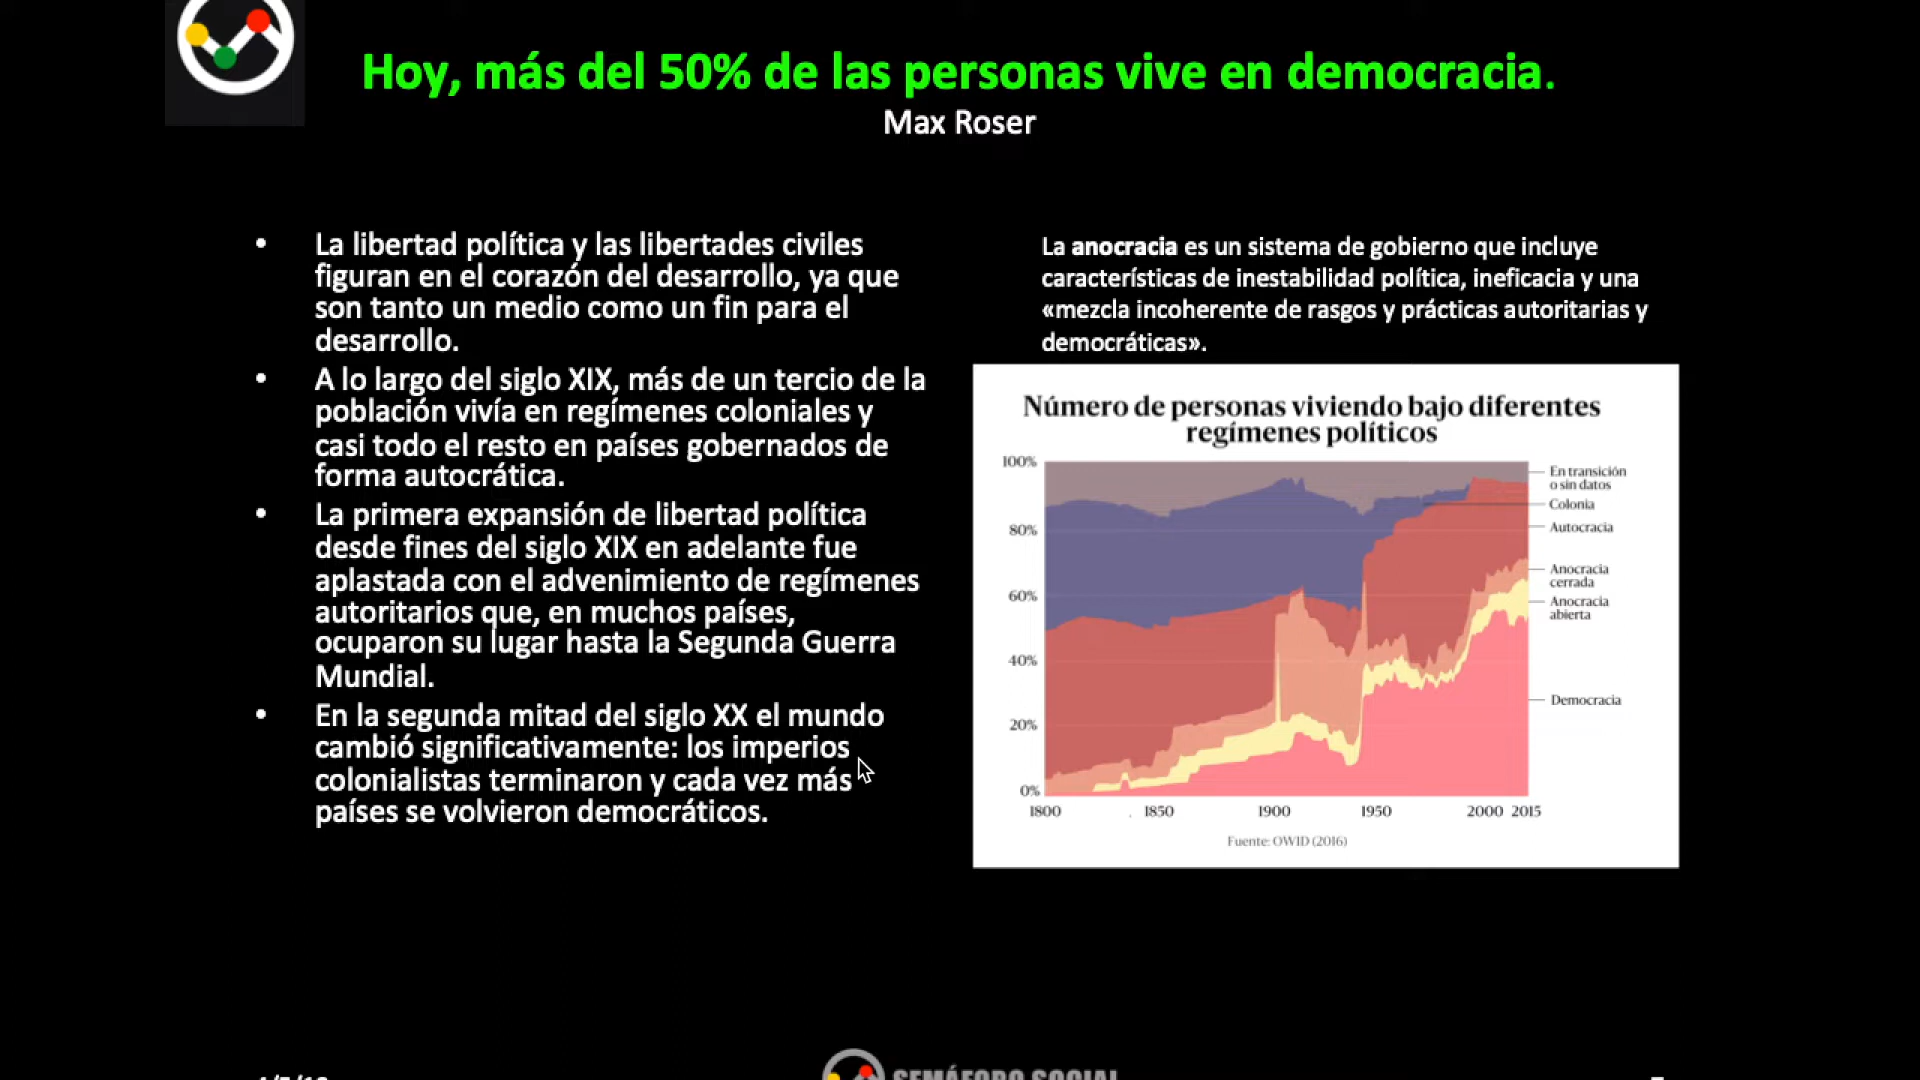 Hoy, más del 50% de las personas vive en democracia.
Max Roser
• La libertad política y las libertades civiles
figuran en el corazón del desarrollo, ya que
son tanto un medio como un fin para el
desarrollo.
• A lo largo del siglo XIX, más de un tercio de la
población vivía en regímenes coloniales y
casi todo el resto en países gobernados de
forma autocrática.
• La primera expansión de libertad política
desde fines del siglo XIX en adelante fue
aplastada con el advenimiento de regímenes
autoritarios que, en muchos países,
ocuparon su lugar hasta la Segunda Guerra
Mundial.
• En la segunda mitad del siglo XX el mundo
cambió significativamente: los imperios
colonialistas terminaron y cada vez más
países se volvieron democráticos.
La anocracia es un sistema de gobierno que incluye
características de inestabilidad política, ineficacia y una
«mezcla incoherente de rasgos y prácticas autoritarias y
democráticas».
Número de personas viviendo bajo diferentes
regímenes políticos
100%
80%
60%
40%
20%
0%
1800 1850 1900 1950 2000 2015
En transición
o sin datos
Colonia
Autocracia
Anocracia
cerrada
Anocracia
abierta
Democracia
Fuente: OWID (2016)
SEMÁFORO SOCIAL